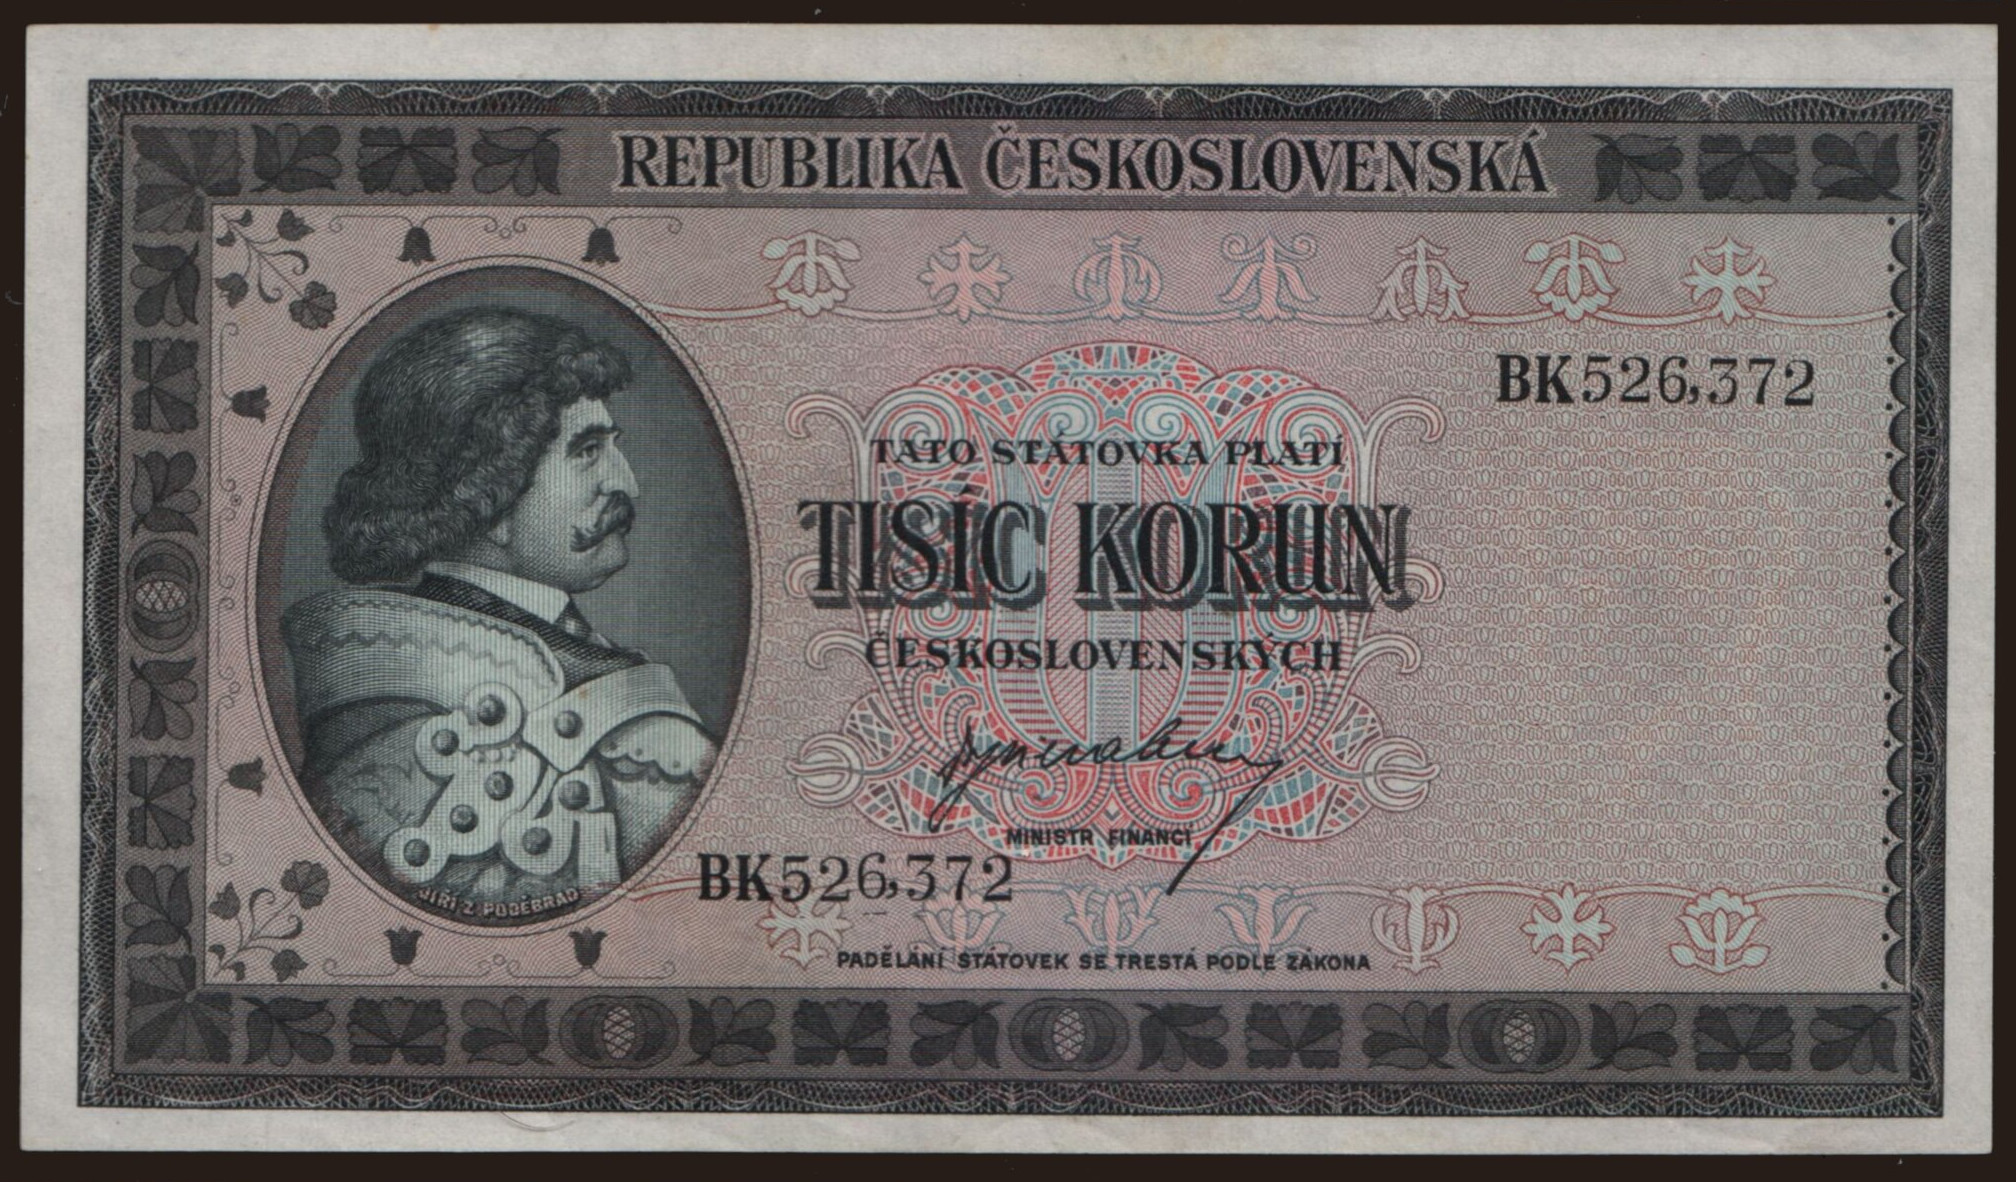 REPUBLIKA ČESKOSLOVENSKÁ
BK526,372
TATO STÁTOVKA PLATÍ
TISÍC KORUN
ČESKOSLOVENSKÝCH
MINISTR FINANCÍ
BK526,372
JIŘÍ Z PODĚBRAD
PADĚLÁNÍ STÁTOVEK SE TRESTÁ PODLE ZÁKONA